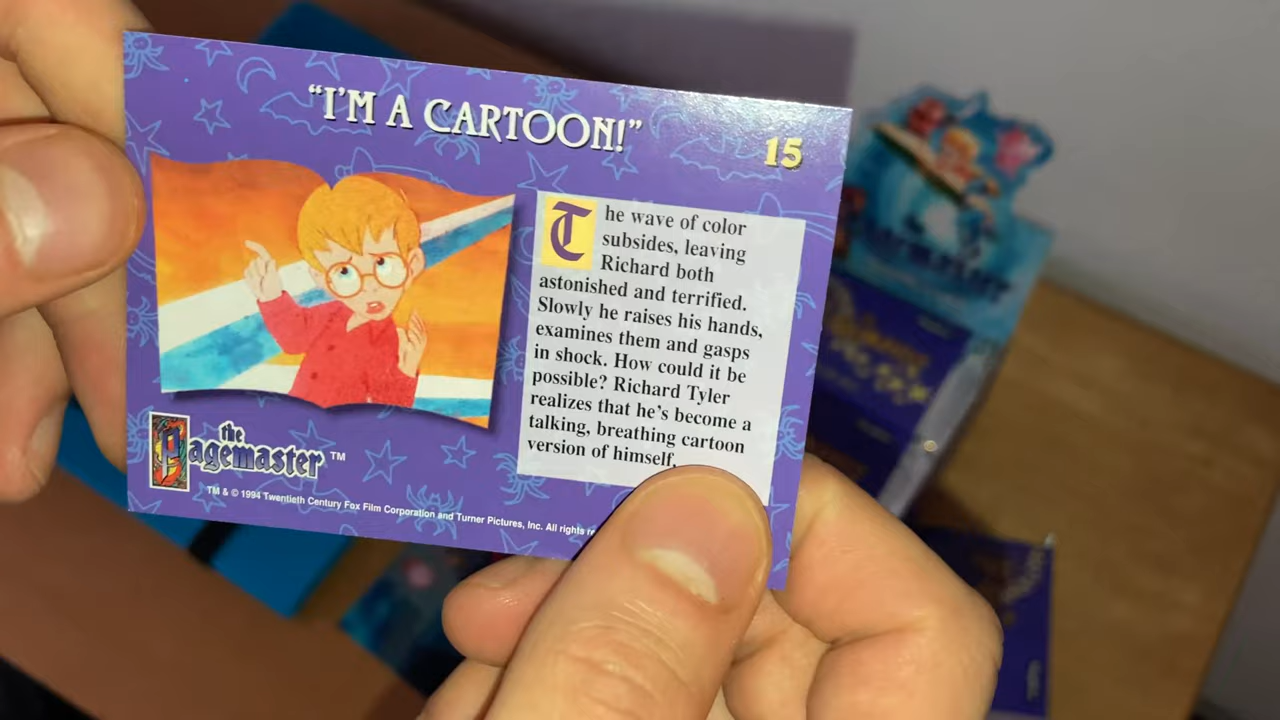 "I'M A CARTOON!"
15
The wave of color
subsides, leaving
Richard both
astonished and terrified.
Slowly he raises his hands,
examines them and gasps
in shock. How could it be
possible? Richard Tyler
realizes that he's become a
talking, breathing cartoon
version of himself.
the
Pagemaster TM
TM & © 1994 Twentieth Century Fox Film Corporation and Turner Pictures, Inc. All rights